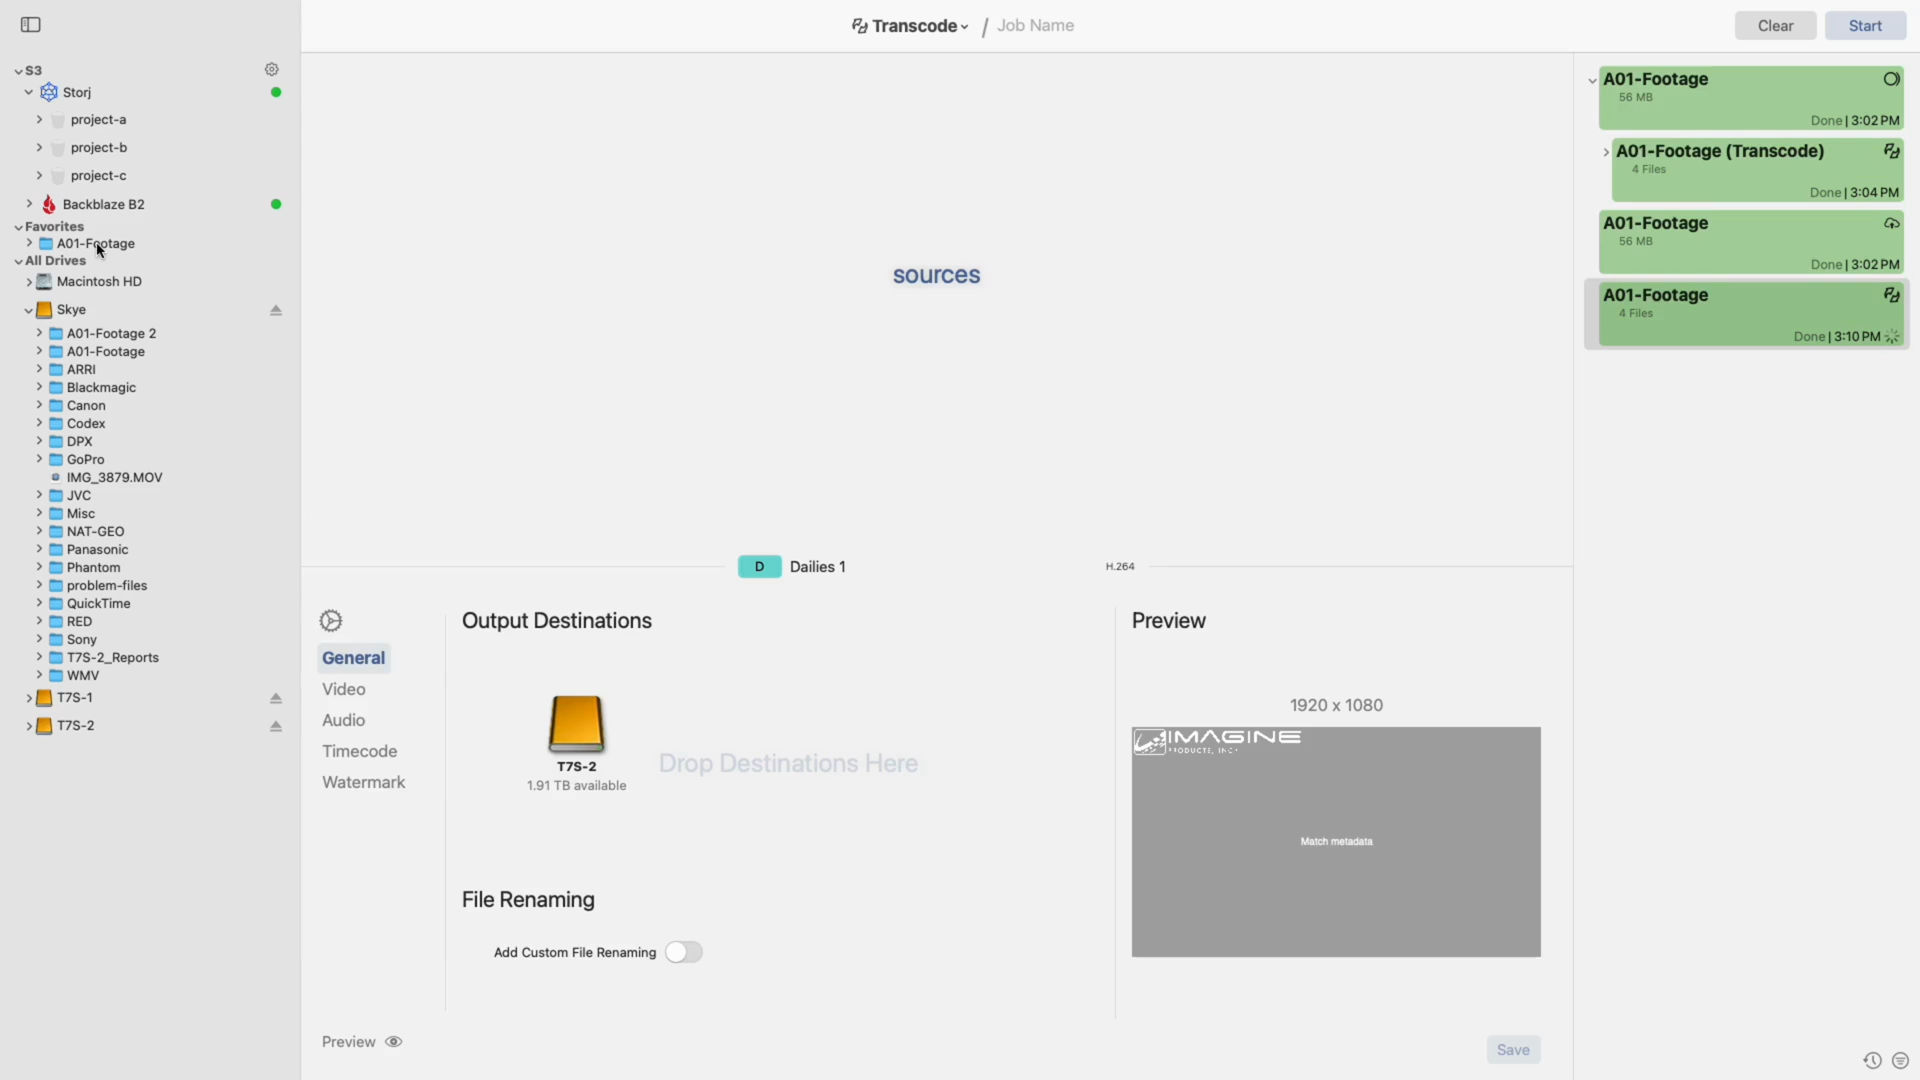 Transcode
/ Job Name
Clear
Start
S3
Storj
project-a
project-b
project-c
Backblaze B2
Favorites
A01-Footage
All Drives
Macintosh HD
Skye
A01-Footage 2
A01-Footage
ARRI
Blackmagic
Canon
Codex
DPX
GoPro
IMG_3879.MOV
JVC
Misc
NAT-GEO
Panasonic
Phantom
problem-files
QuickTime
RED
Sony
T7S-2_Reports
WMV
T7S-1
T7S-2
sources
D
Dailies 1
H.264
General
Video
Audio
Timecode
Watermark
Output Destinations
T7S-2
1.91 TB available
Drop Destinations Here
File Renaming
Add Custom File Renaming
Preview
1920 x 1080
IMAGINE
PRODUCTS, INC.
Match metadata
Preview
Save
A01-Footage
56 MB
Done | 3:02 PM
A01-Footage (Transcode)
4 Files
Done | 3:04 PM
A01-Footage
56 MB
Done | 3:02 PM
A01-Footage
4 Files
Done | 3:10 PM